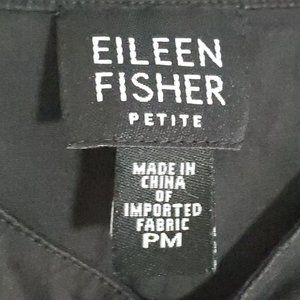 EILEEN
FISHER
PETITE
MADE IN
CHINA
OF
IMPORTED
FABRIC
PM